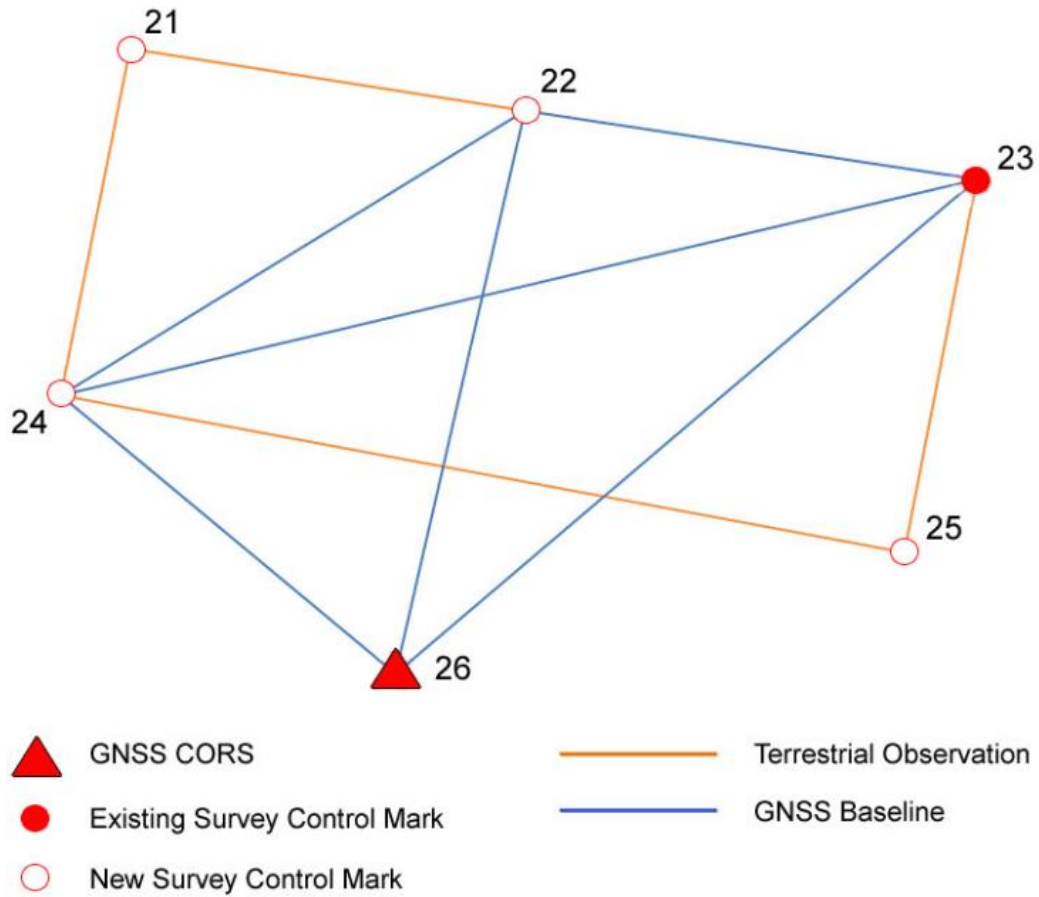 21
22
23
24
25
26
GNSS CORS
Terrestrial Observation
Existing Survey Control Mark
GNSS Baseline
New Survey Control Mark